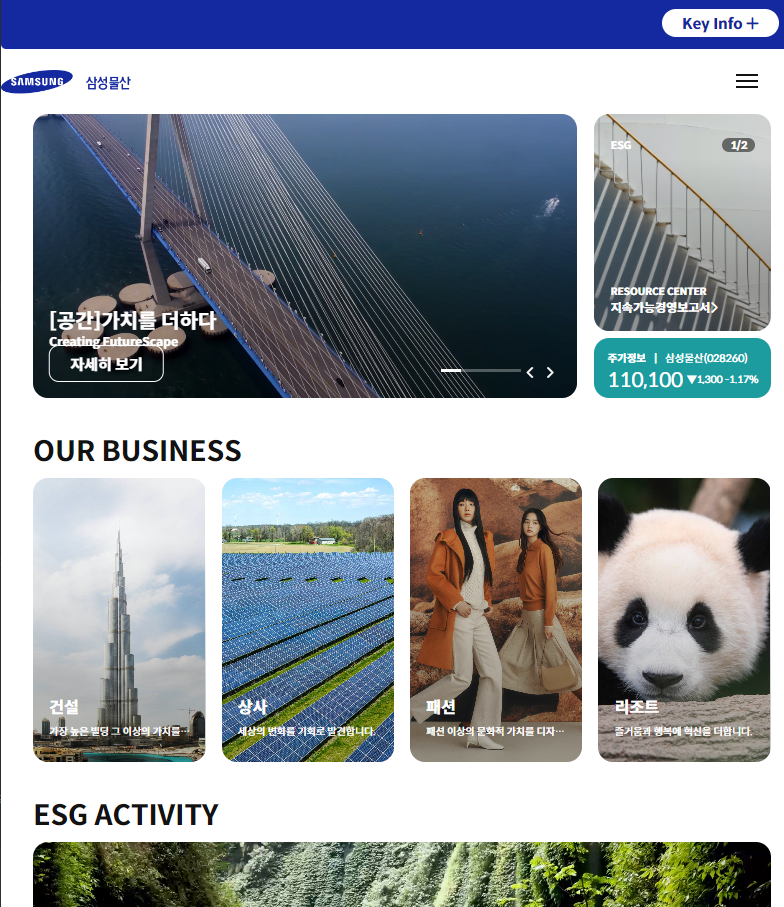 Key Info +
SAMSUNG 삼성물산
[공간]가치를 더하다
Creating FutureScape
자세히 보기
ESG 1/2
RESOURCE CENTER
지속가능경영보고서>
주가정보 | 삼성물산(028260)
110,100 ▼1,300 -1.17%
OUR BUSINESS
건설
가장 높은 빌딩 그 이상의 가치를…
상사
세상의 변화를 기회로 발견합니다.
패션
패션 이상의 문화적 가치를 디자…
리조트
즐거움과 행복에 혁신을 더합니다.
ESG ACTIVITY